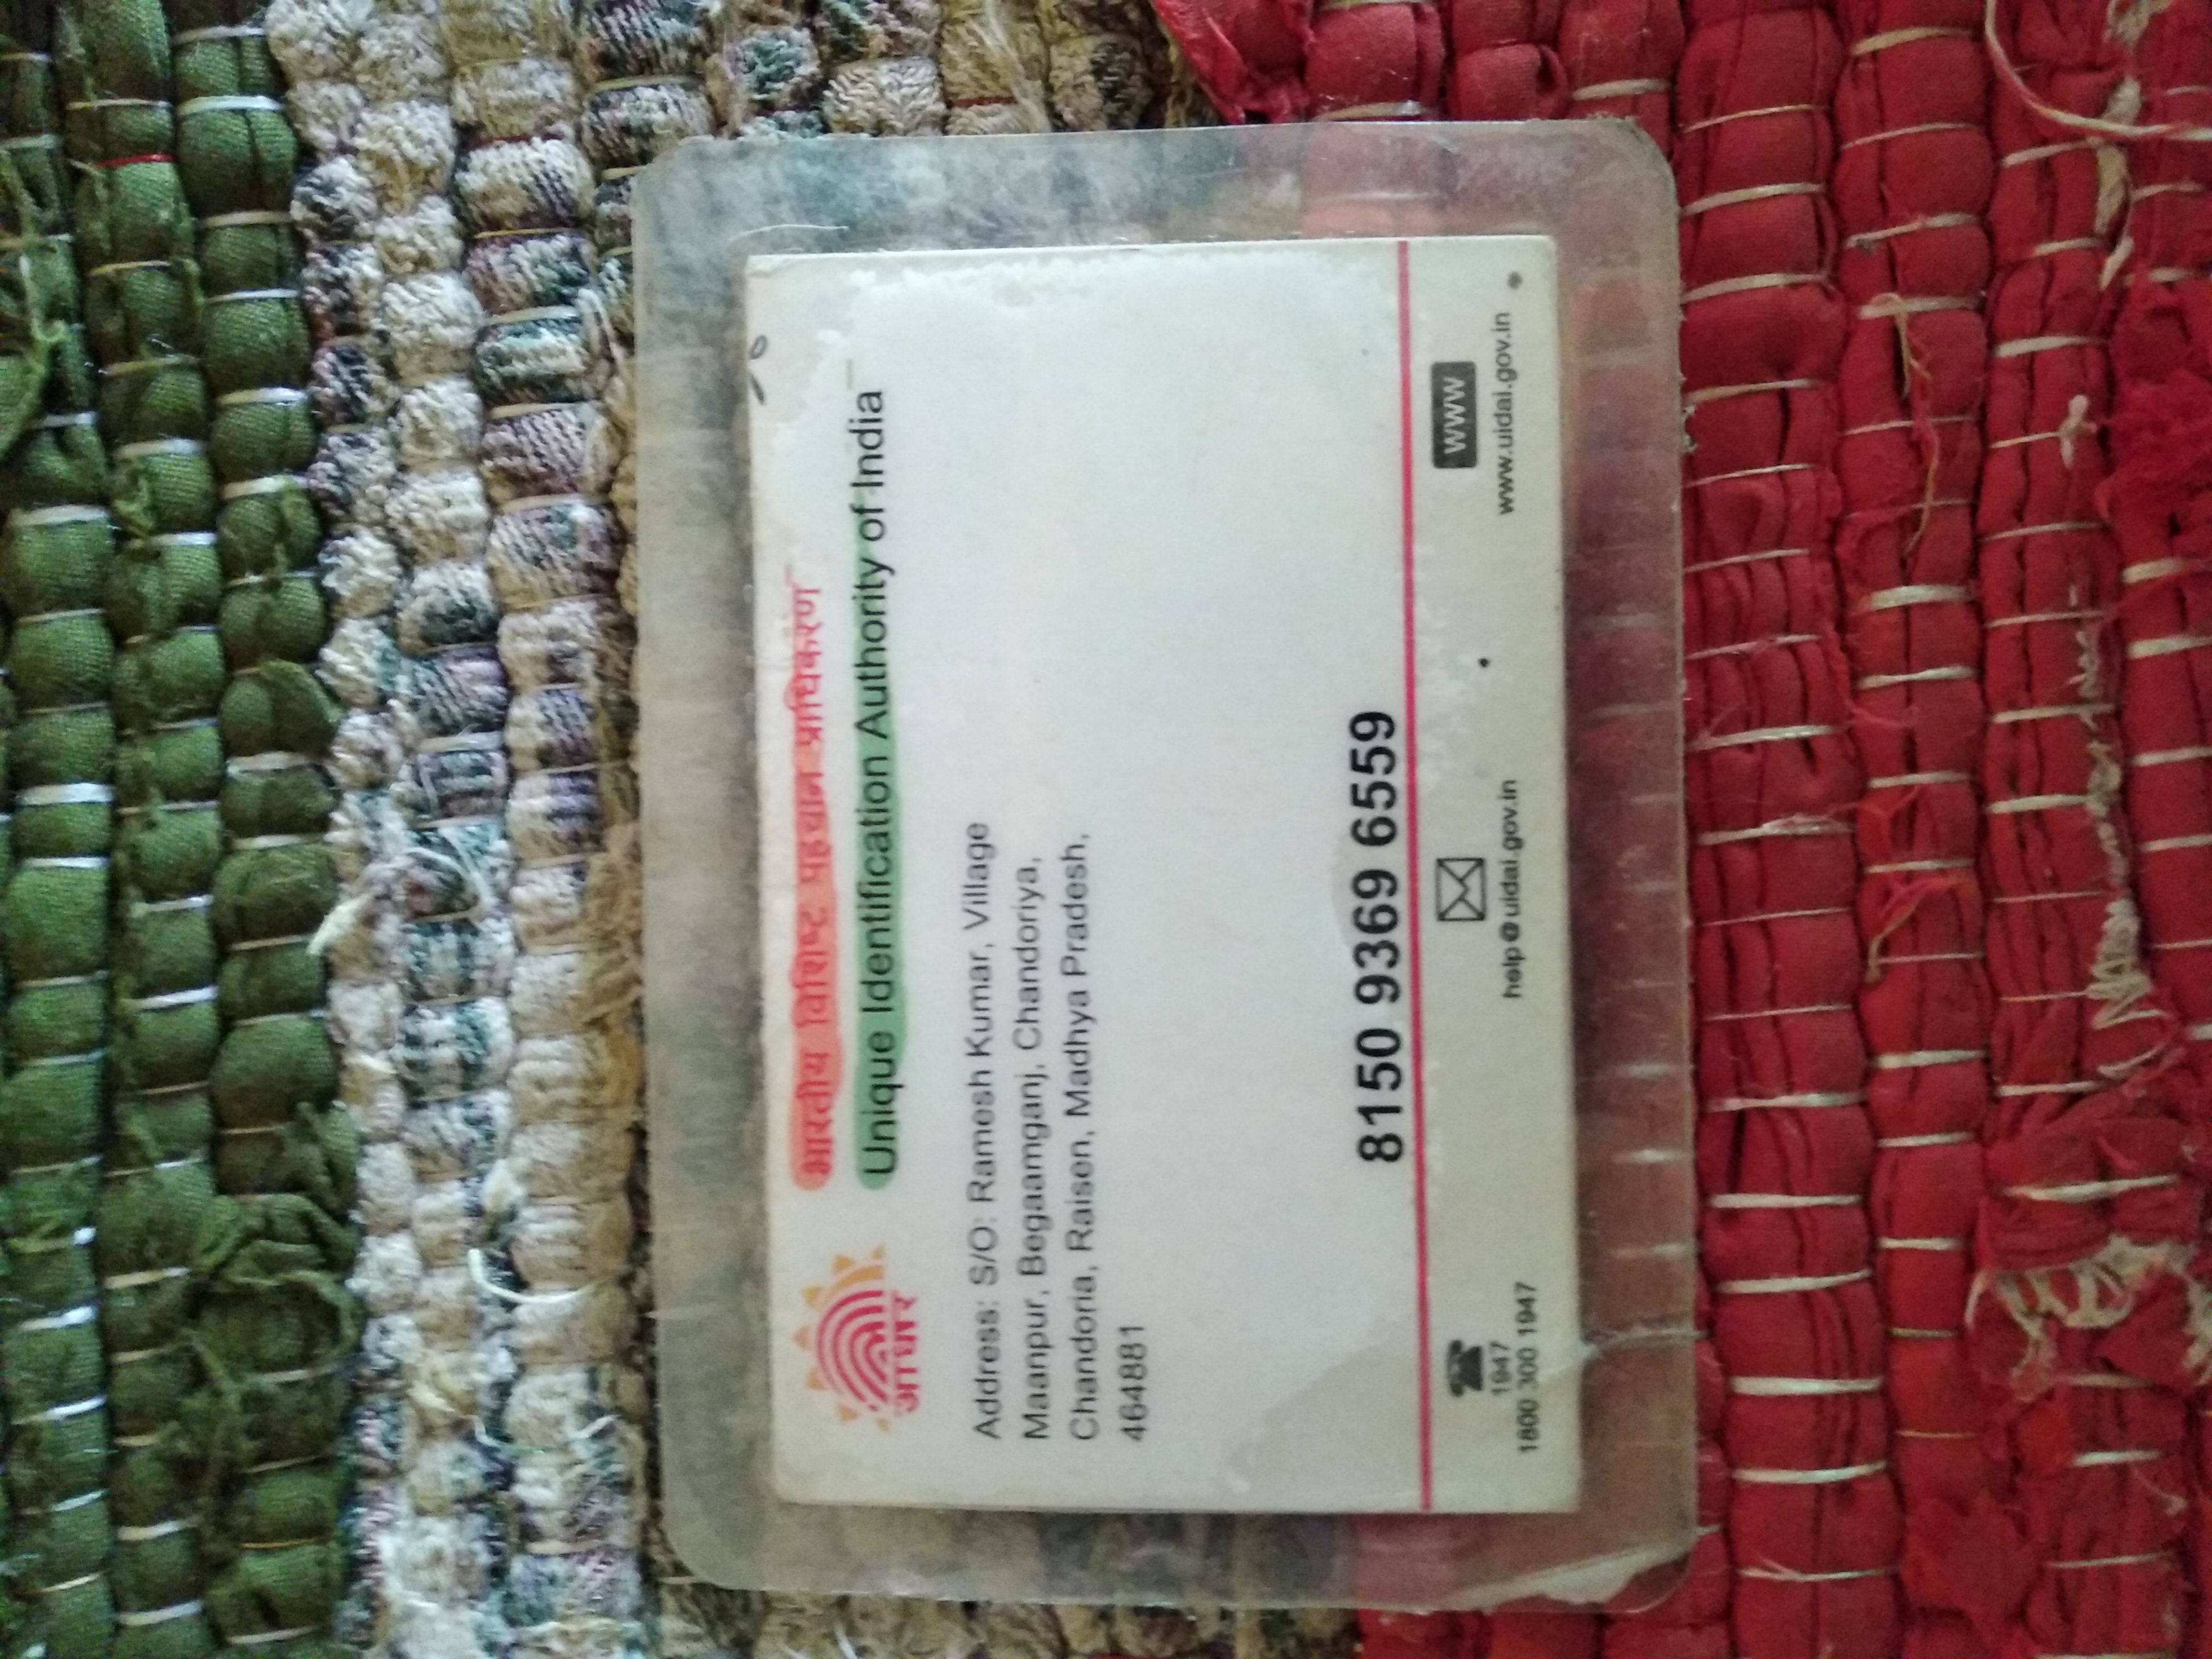 भारतीय विशिष्ट पहचान प्राधिकरण
Unique Identification Authority of India
आधार
Address: S/O: Ramesh Kumar, Village
Maanpur, Begaamganj, Chandoriya,
Chandoria, Raisen, Madhya Pradesh,
464881
8150 9369 6559
1947
1800 300 1947
help@uidai.gov.in
www
www.uidai.gov.in